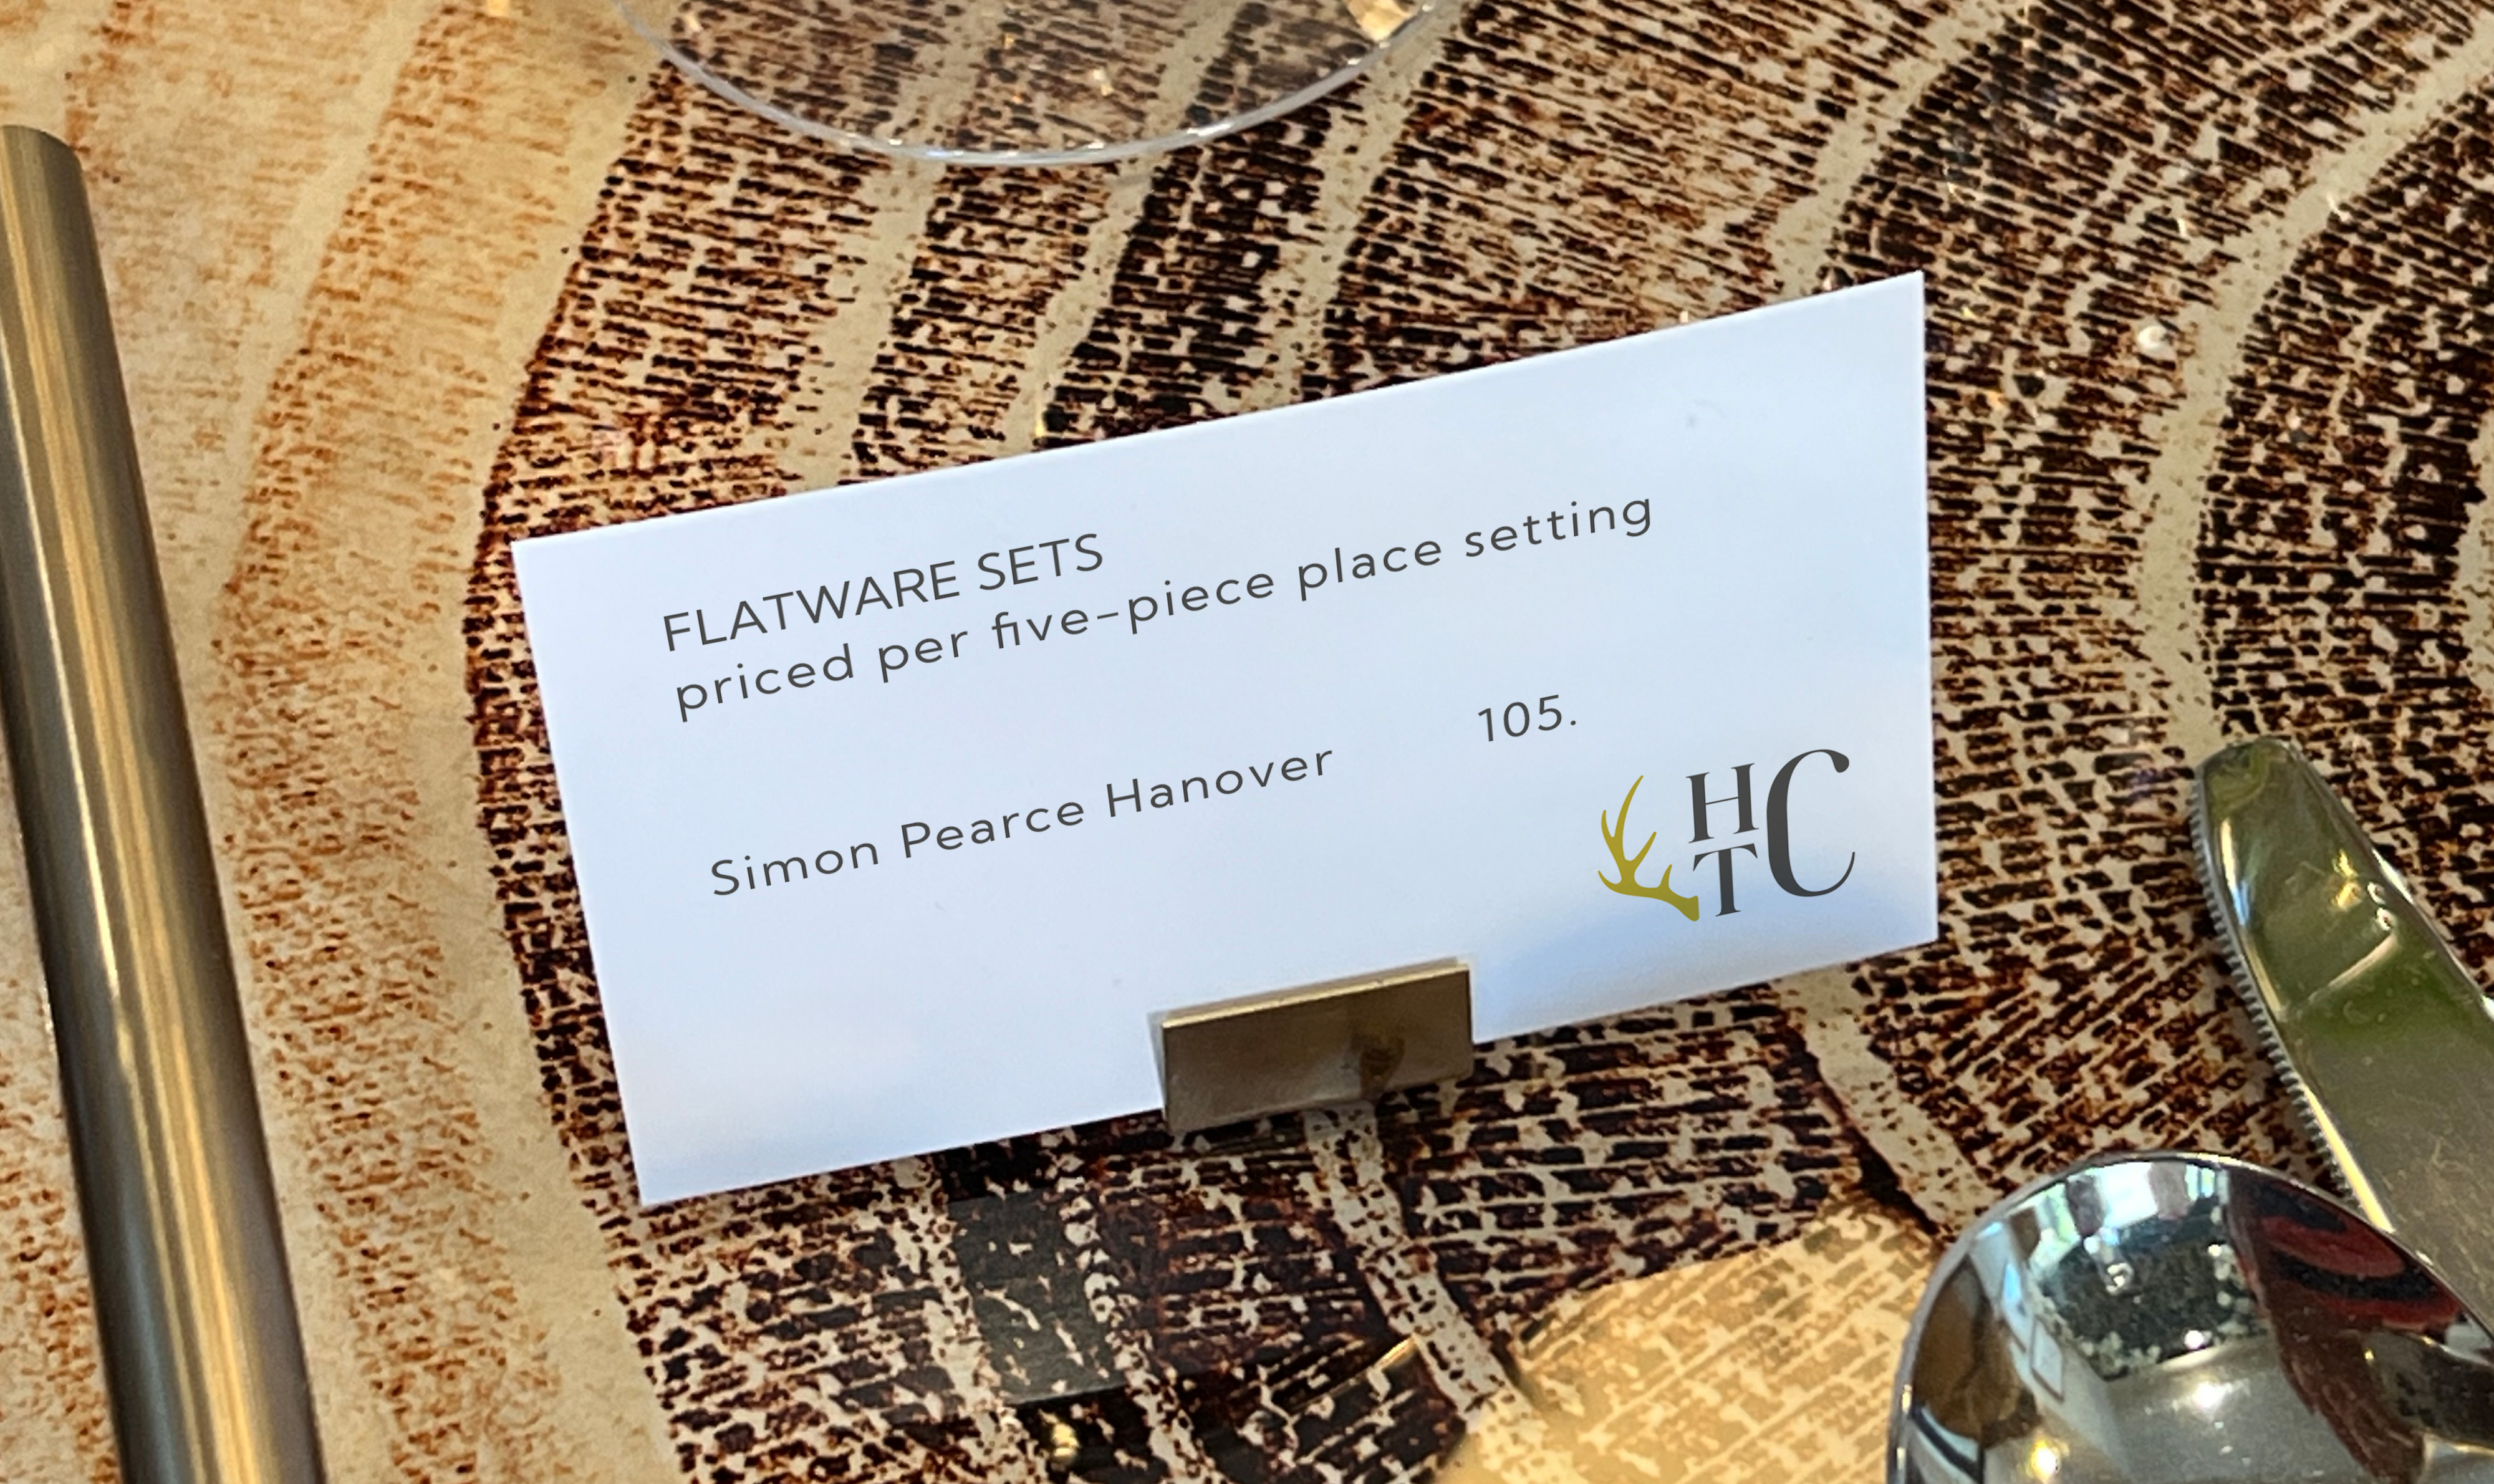 FLATWARE SETS
priced per five-piece place setting
Simon Pearce Hanover 105.
HTC